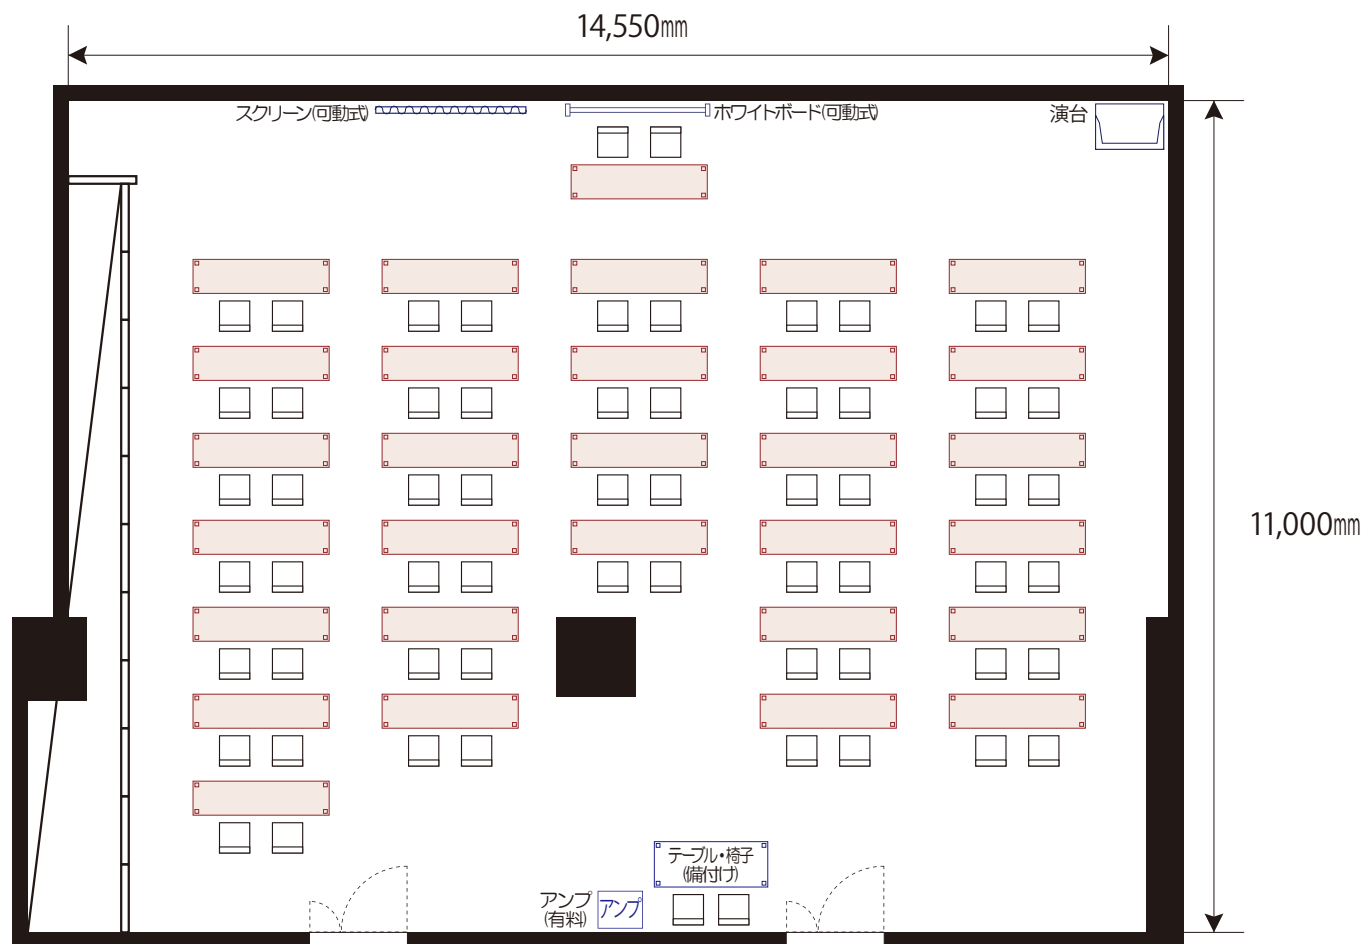 14,550㎜
スクリーン(可動式)
ホワイトボード(可動式)
演台
11,000㎜
テーブル・椅子
(備付け)
アンプ
(有料)
アンプ